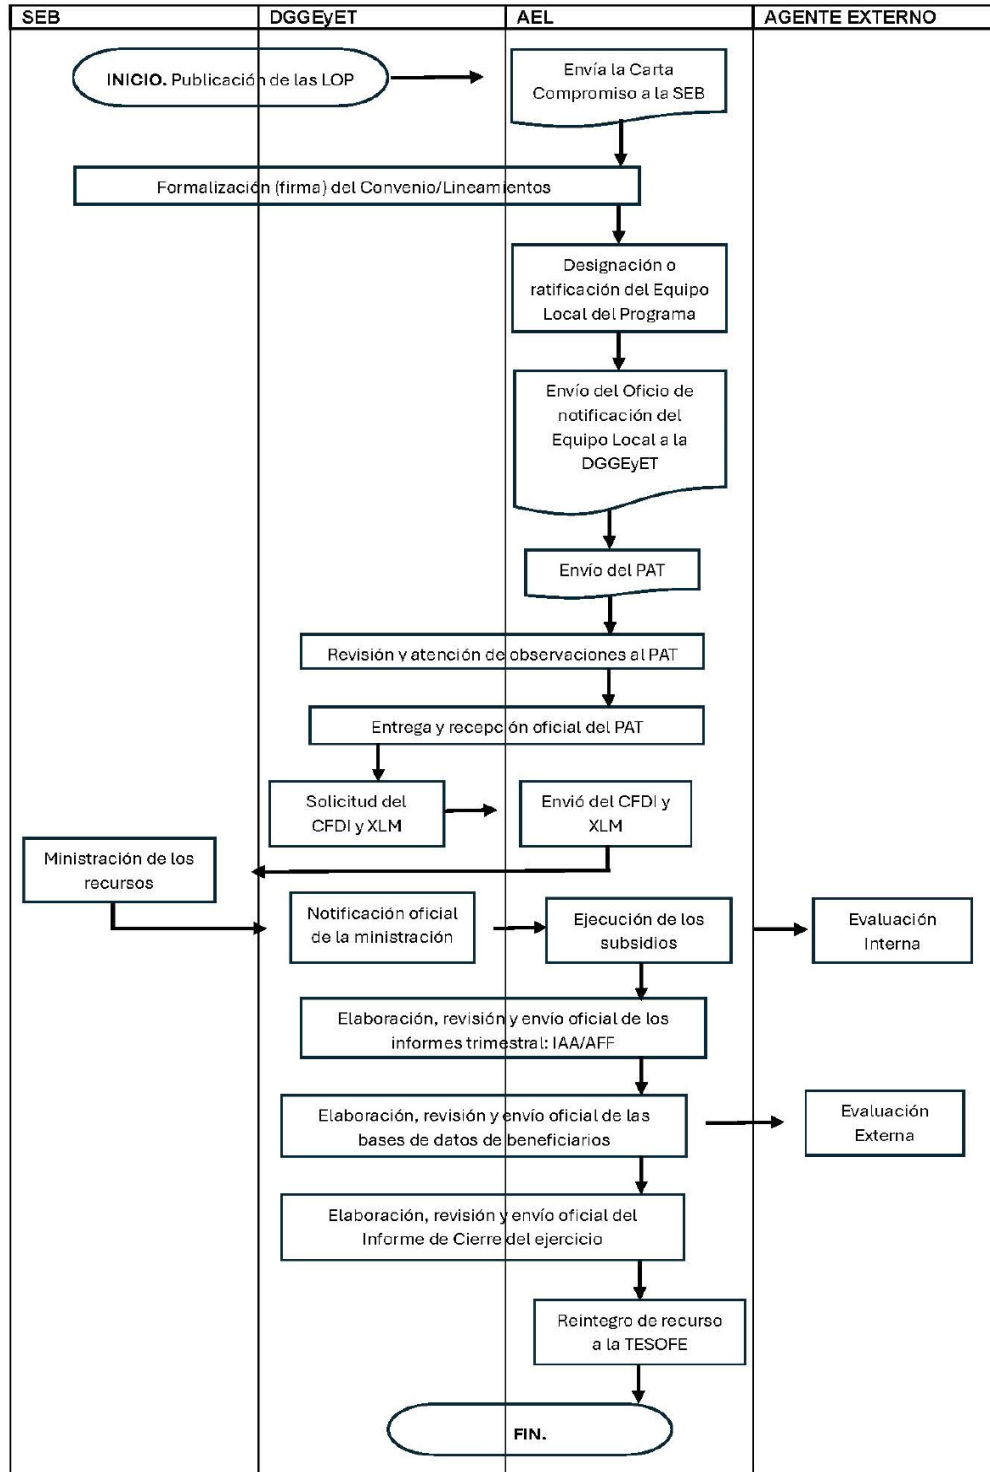 SEB
DGGEyET
AEL
AGENTE EXTERNO
INICIO. Publicación de las LOP
Envía la Carta
Compromiso a la SEB
Formalización (firma) del Convenio/Lineamientos
Designación o
ratificación del Equipo
Local del Programa
Envío del Oficio de
notificación del
Equipo Local a la
DGGEyET
Envío del PAT
Revisión y atención de observaciones al PAT
Entrega y recepción oficial del PAT
Solicitud del
CFDI y XLM
Envió del CFDI y
XLM
Ministración de los
recursos
Notificación oficial
de la ministración
Ejecución de los
subsidios
Evaluación
Interna
Elaboración, revisión y envío oficial de los
informes trimestral: IAA/AFF
Elaboración, revisión y envío oficial de las
bases de datos de beneficiarios
Evaluación
Externa
Elaboración, revisión y envío oficial del
Informe de Cierre del ejercicio
Reintegro de recurso
a la TESOFE
FIN.